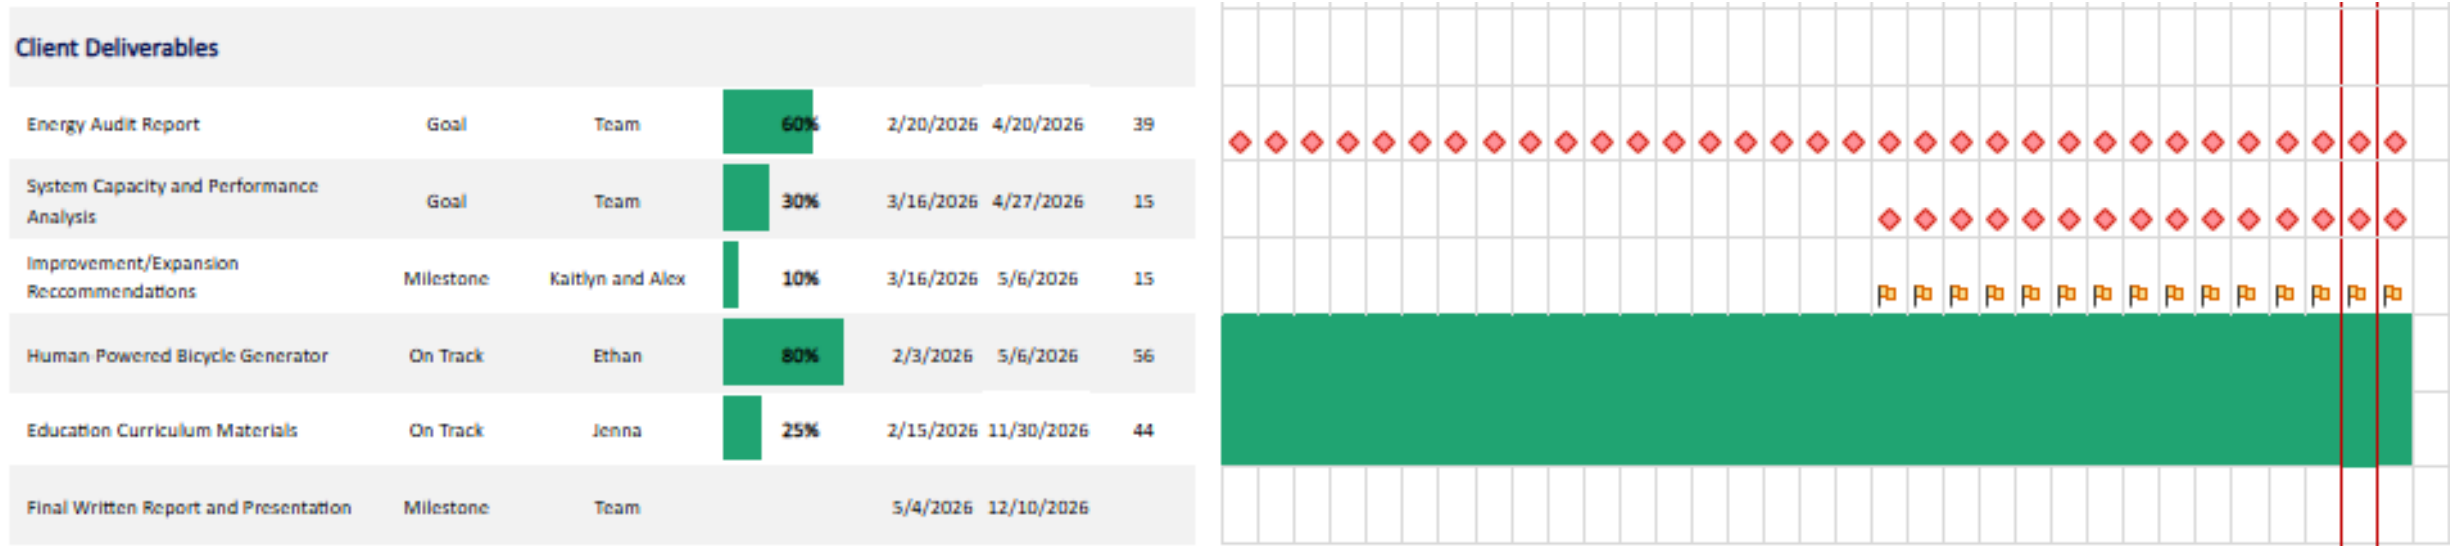 Client Deliverables
Energy Audit Report Goal Team 60% 2/20/2026 4/20/2026 39
System Capacity and Performance
Analysis Goal Team 30% 3/16/2026 4/27/2026 15
Improvement/Expansion
Reccommendations Milestone Kaitlyn and Alex 10% 3/16/2026 5/6/2026 15
Human-Powered Bicycle Generator On Track Ethan 80% 2/3/2026 5/6/2026 56
Education Curriculum Materials On Track Jenna 25% 2/15/2026 11/30/2026 44
Final Written Report and Presentation Milestone Team 5/4/2026 12/10/2026